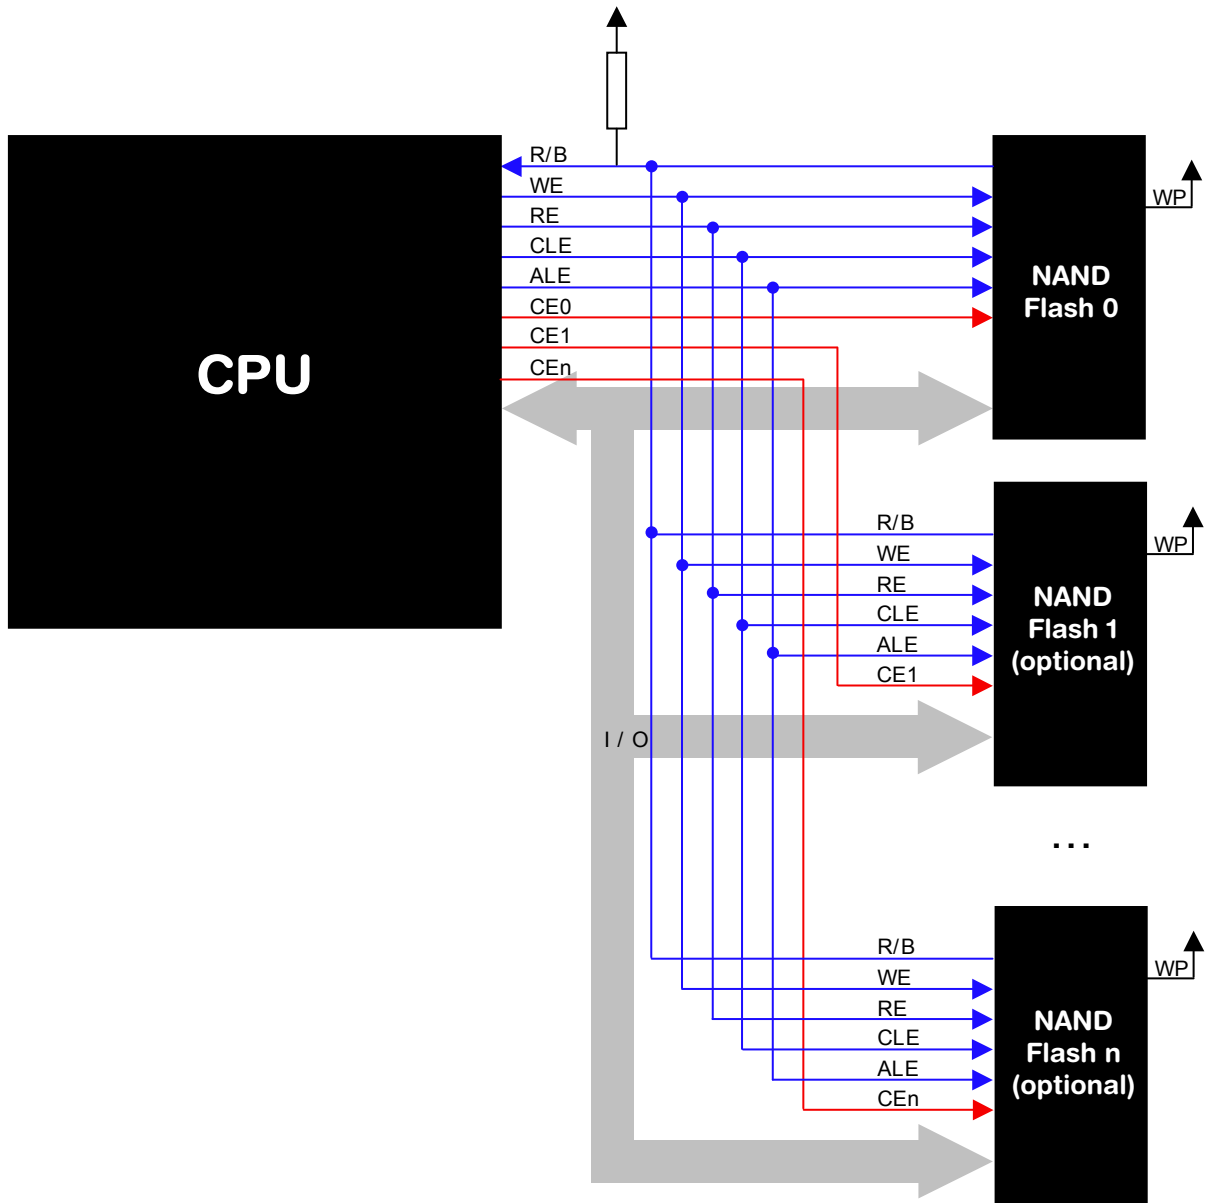 R/B
WE
RE
CLE
ALE
CE0
CE1
CEn
CPU
NAND
Flash 0
WP
R/B
WE
RE
CLE
ALE
CE1
NAND
Flash 1
(optional)
WP
I / O
...
R/B
WE
RE
CLE
ALE
CEn
NAND
Flash n
(optional)
WP